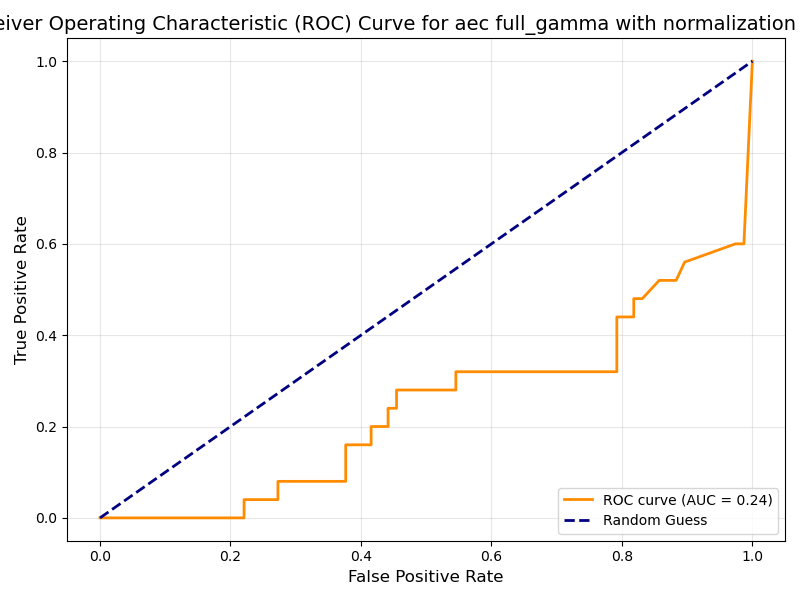 eiver Operating Characteristic (ROC) Curve for aec full_gamma with normalization
1.0
0.8
0.6
0.4
0.2
0.0
True Positive Rate
0.0 0.2 0.4 0.6 0.8 1.0
False Positive Rate
ROC curve (AUC = 0.24)
Random Guess